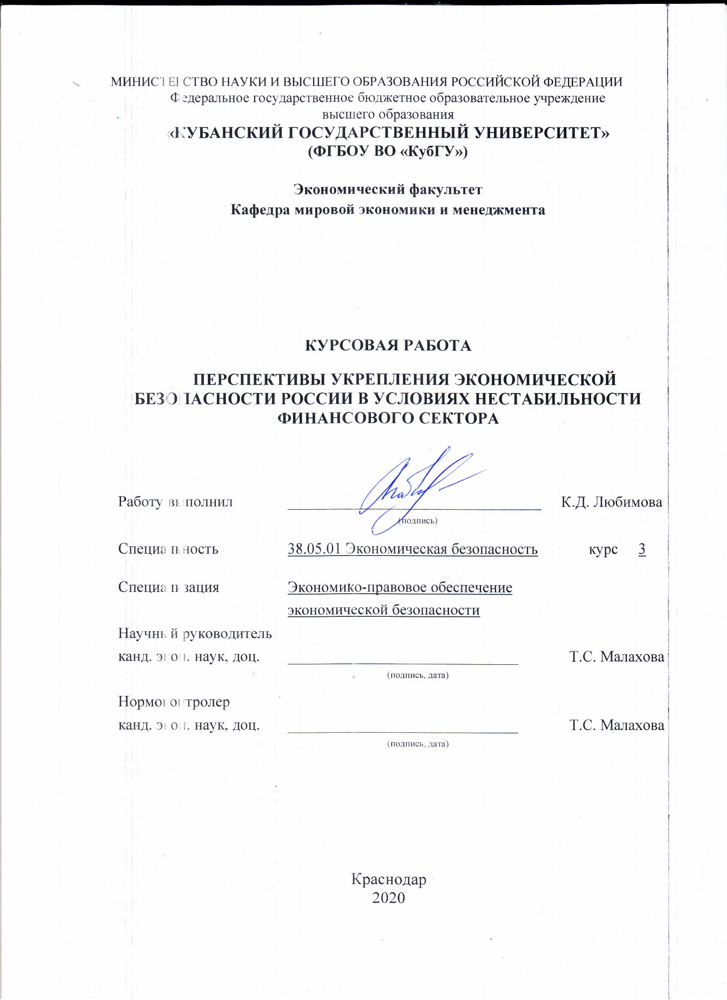 МИНИСТЕРСТВО НАУКИ И ВЫСШЕГО ОБРАЗОВАНИЯ РОССИЙСКОЙ ФЕДЕРАЦИИ
Федеральное государственное бюджетное образовательное учреждение
высшего образования
«КУБАНСКИЙ ГОСУДАРСТВЕННЫЙ УНИВЕРСИТЕТ»
(ФГБОУ ВО «КубГУ»)
Экономический факультет
Кафедра мировой экономики и менеджмента
КУРСОВАЯ РАБОТА
ПЕРСПЕКТИВЫ УКРЕПЛЕНИЯ ЭКОНОМИЧЕСКОЙ
БЕЗОПАСНОСТИ РОССИИ В УСЛОВИЯХ НЕСТАБИЛЬНОСТИ
ФИНАНСОВОГО СЕКТОРА
Работу выполнил К.Д. Любимова
(подпись)
Специальность 38.05.01 Экономическая безопасность курс 3
Специализация Экономико-правовое обеспечение
экономической безопасности
Научный руководитель
канд. экон. наук, доц. Т.С. Малахова
(подпись, дата)
Нормоконтролер
канд. экон. наук, доц. Т.С. Малахова
(подпись, дата)
Краснодар
2020